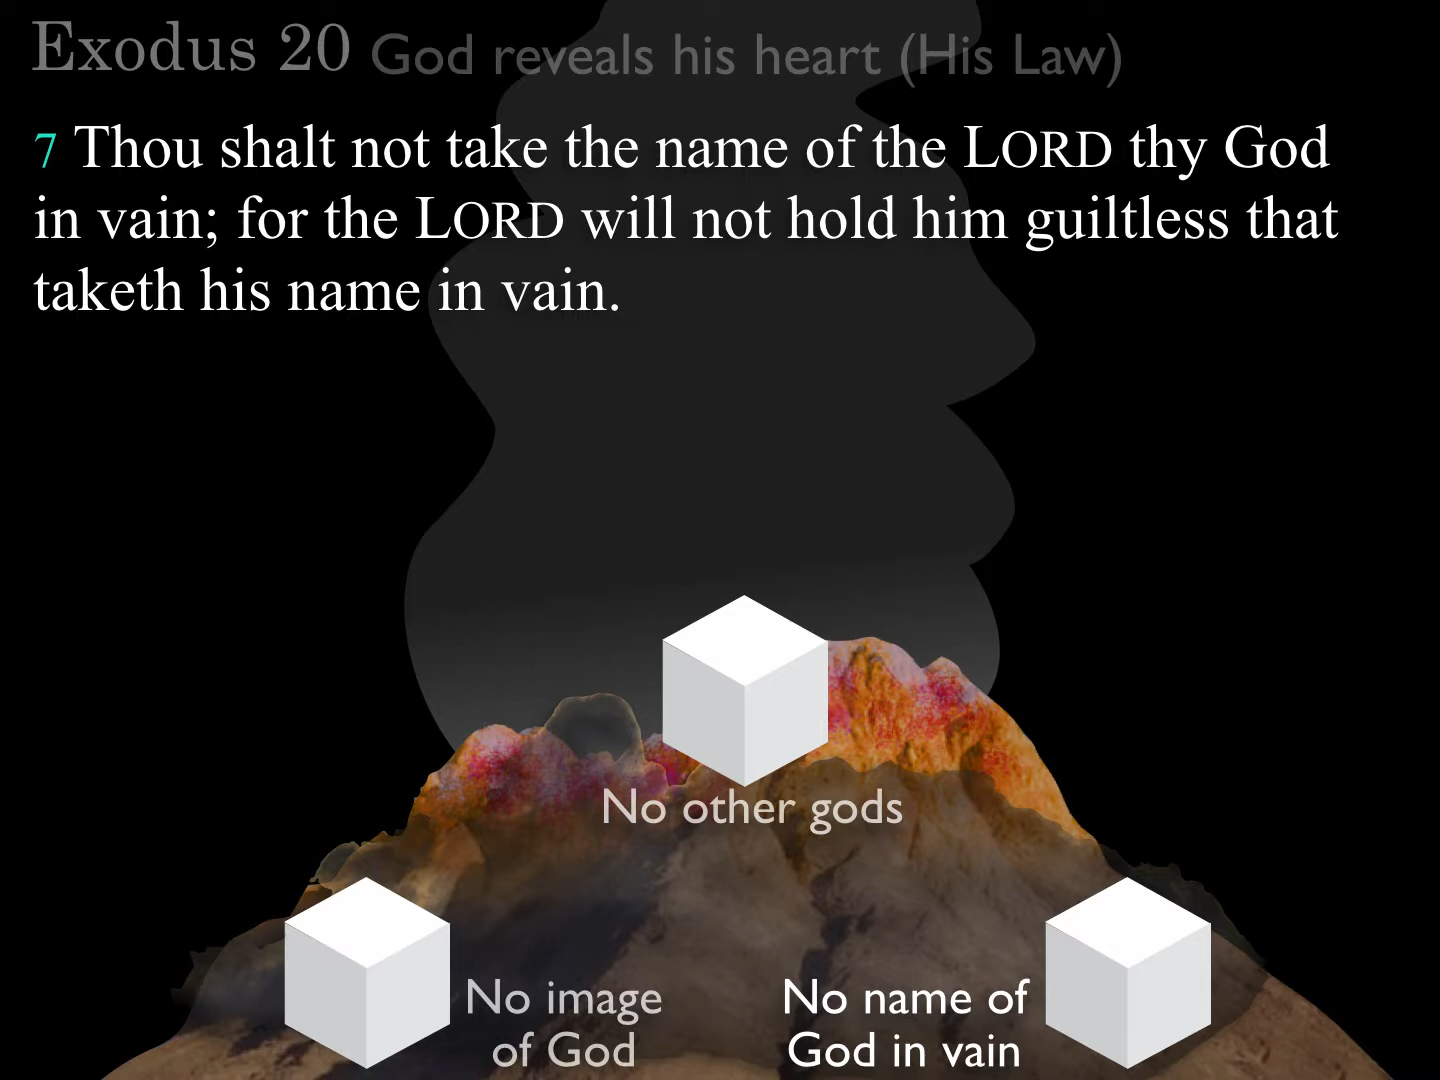 Exodus 20 God reveals his heart (His Law)
7 Thou shalt not take the name of the LORD thy God
in vain; for the LORD will not hold him guiltless that
taketh his name in vain.
No other gods
No image
of God
No name of
God in vain